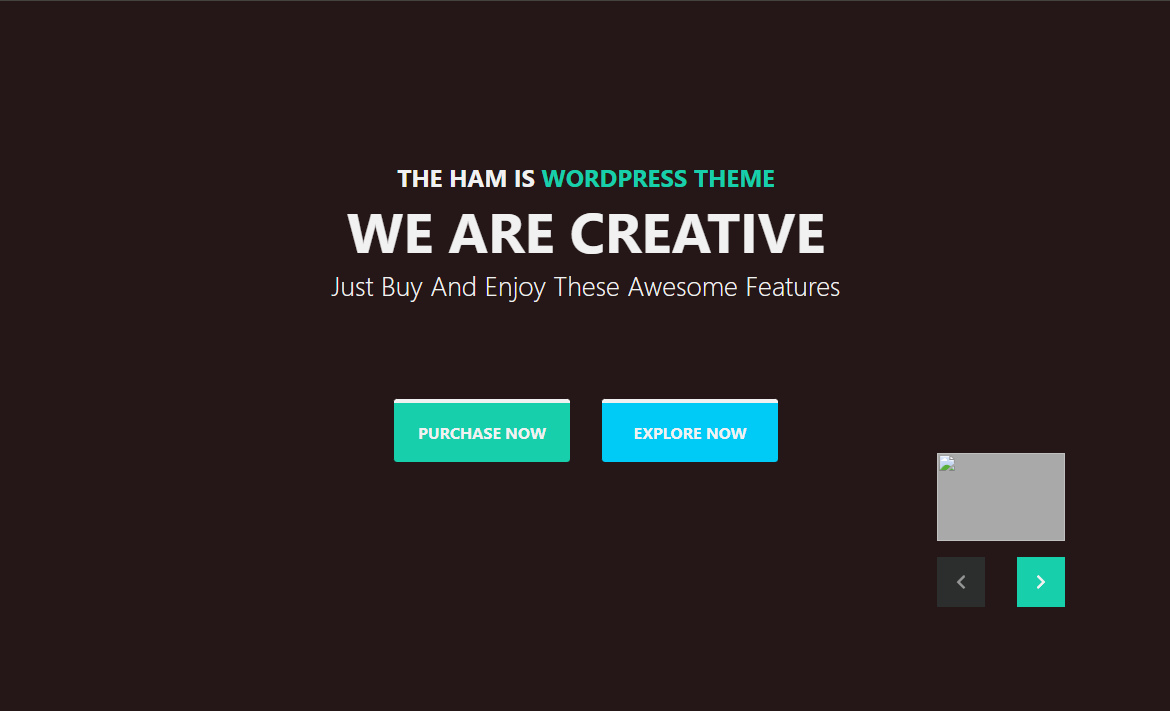 THE HAM IS WORDPRESS THEME
WE ARE CREATIVE
Just Buy And Enjoy These Awesome Features
PURCHASE NOW
EXPLORE NOW